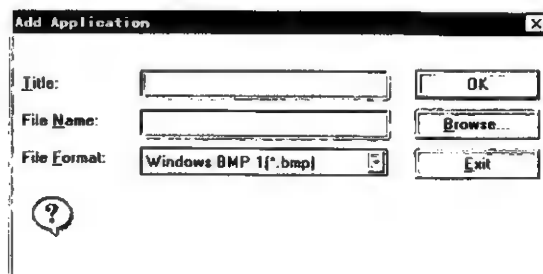 Add Application
Title:
OK
File Name:
Browse...
File Format:
Windows BMP 1(*.bmp)
Exit
?